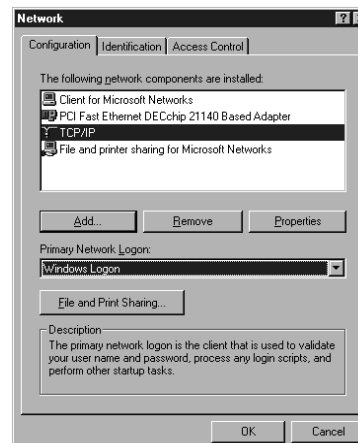 Network
Configuration Identification Access Control
The following network components are installed:
Client for Microsoft Networks
PCI Fast Ethernet DECchip 21140 Based Adapter
TCP/IP
File and printer sharing for Microsoft Networks
Add... Remove Properties
Primary Network Logon:
Windows Logon
File and Print Sharing...
Description
The primary network logon is the client that is used to validate
your user name and password, process any login scripts, and
perform other startup tasks.
OK Cancel